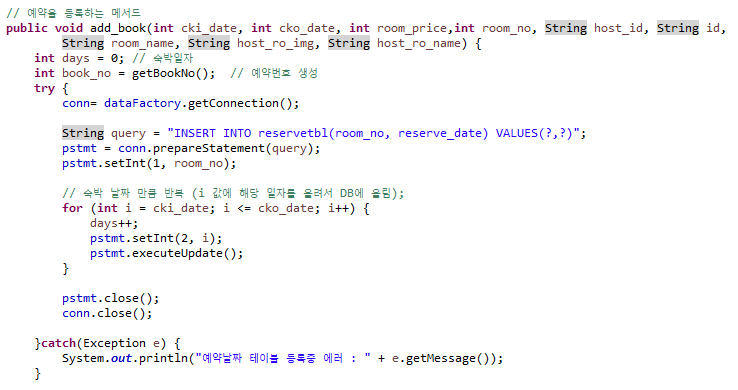 // 예약을 등록하는 메서드
public void add_book(int cki_date, int cko_date, int room_price,int room_no, String host_id, String id,
        String room_name, String host_ro_img, String host_ro_name) {
    int days = 0; // 숙박일자
    int book_no = getBookNo();  // 예약번호 생성
    try {
        conn= dataFactory.getConnection();

        String query = "INSERT INTO reservetbl(room_no, reserve_date) VALUES(?,?)";
        pstmt = conn.prepareStatement(query);
        pstmt.setInt(1, room_no);

        // 숙박 날짜 만큼 반복 (i 값에 해당 일자를 올려서 DB에 올림);
        for (int i = cki_date; i <= cko_date; i++) {
            days++;
            pstmt.setInt(2, i);
            pstmt.executeUpdate();
        }

        pstmt.close();
        conn.close();

    }catch(Exception e) {
        System.out.println("예약날짜 테이블 등록중 에러 : " + e.getMessage());
    }